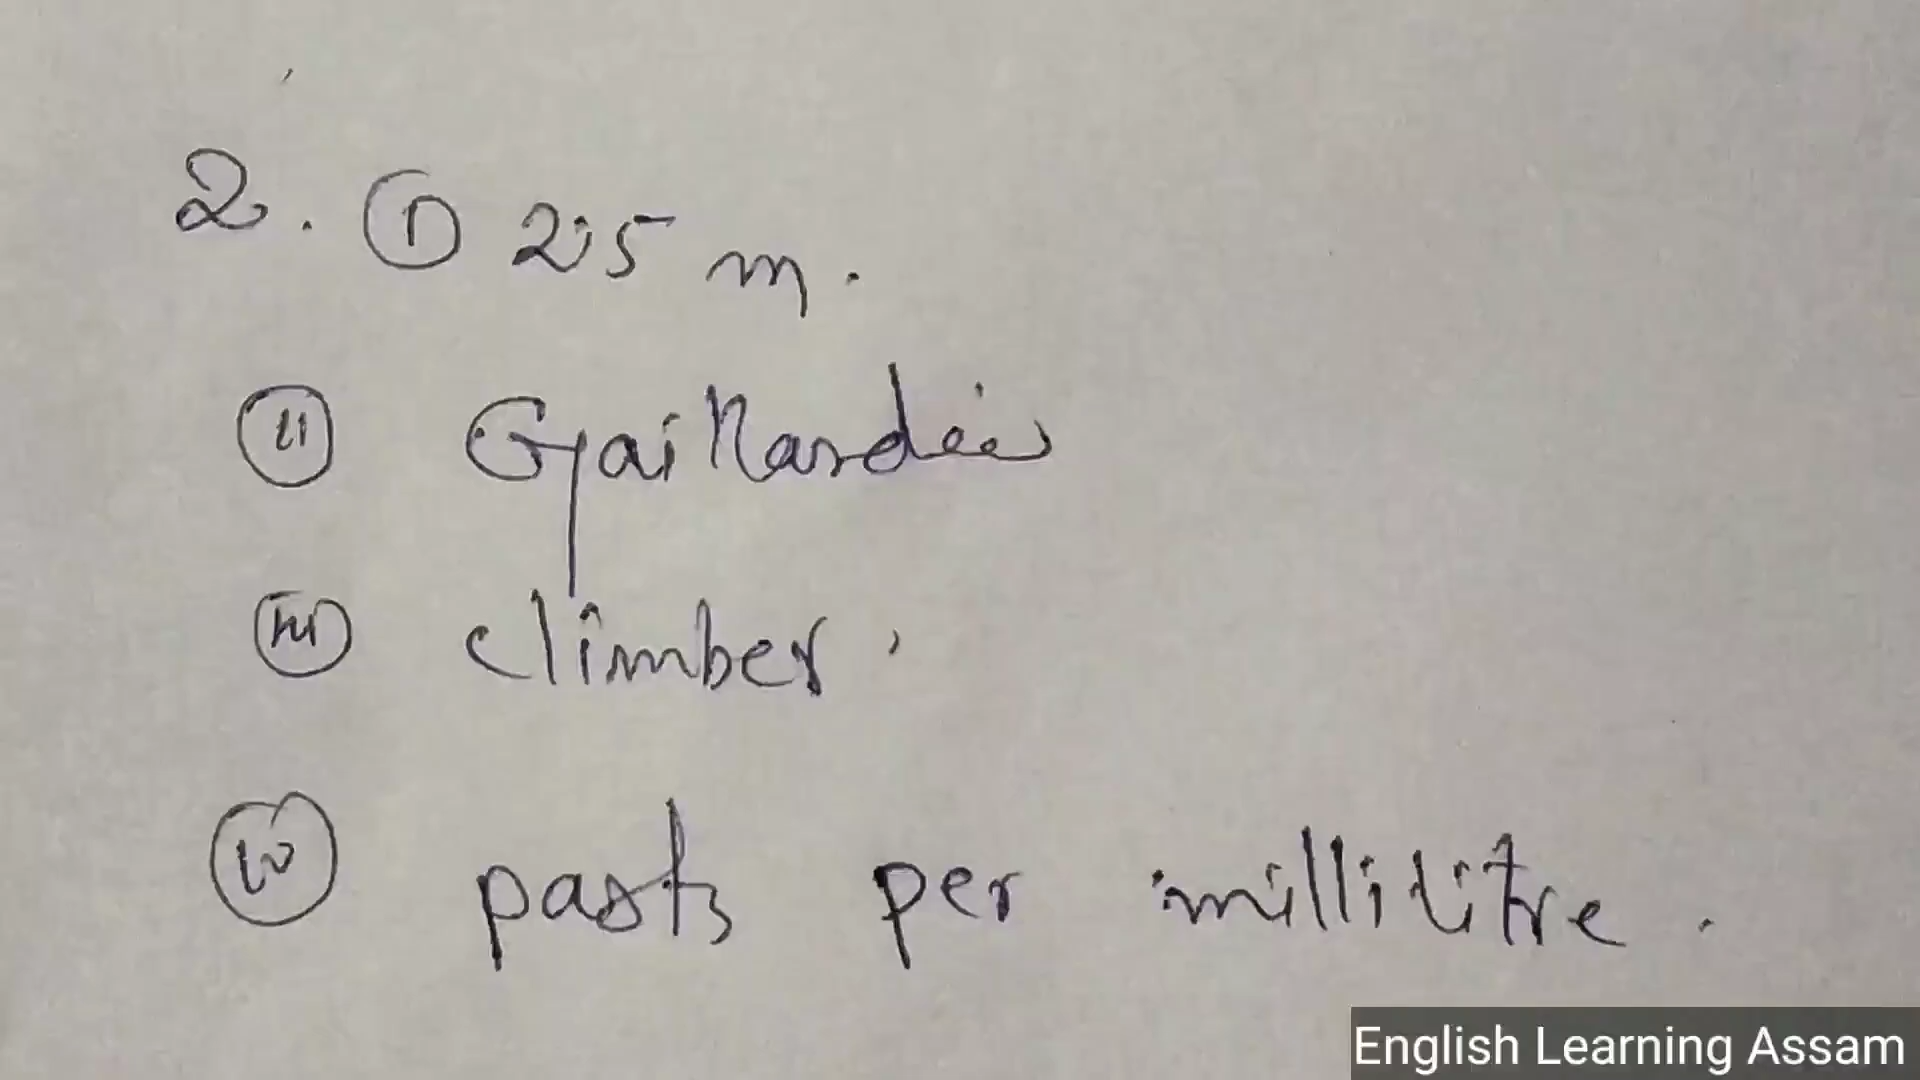 2. (i) 2.5 m.
(ii) Gaillardia
(iii) climber.
(iv) parts per millilitre.
English Learning Assam